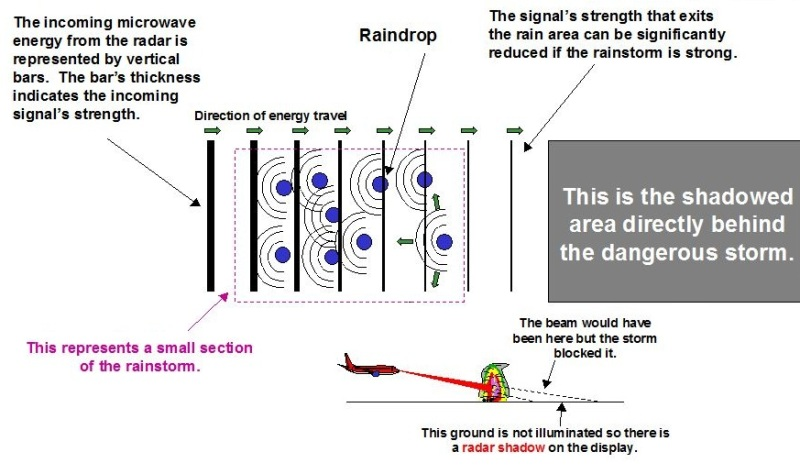 The incoming microwave
energy from the radar is
represented by vertical
bars.  The bar's thickness
indicates the incoming
signal's strength.
Raindrop
The signal's strength that exits
the rain area can be significantly
reduced if the rainstorm is strong.
Direction of energy travel
This is the shadowed
area directly behind
the dangerous storm.
This represents a small section
of the rainstorm.
The beam would have
been here but the storm
blocked it.
This ground is not illuminated so there is
a radar shadow on the display.